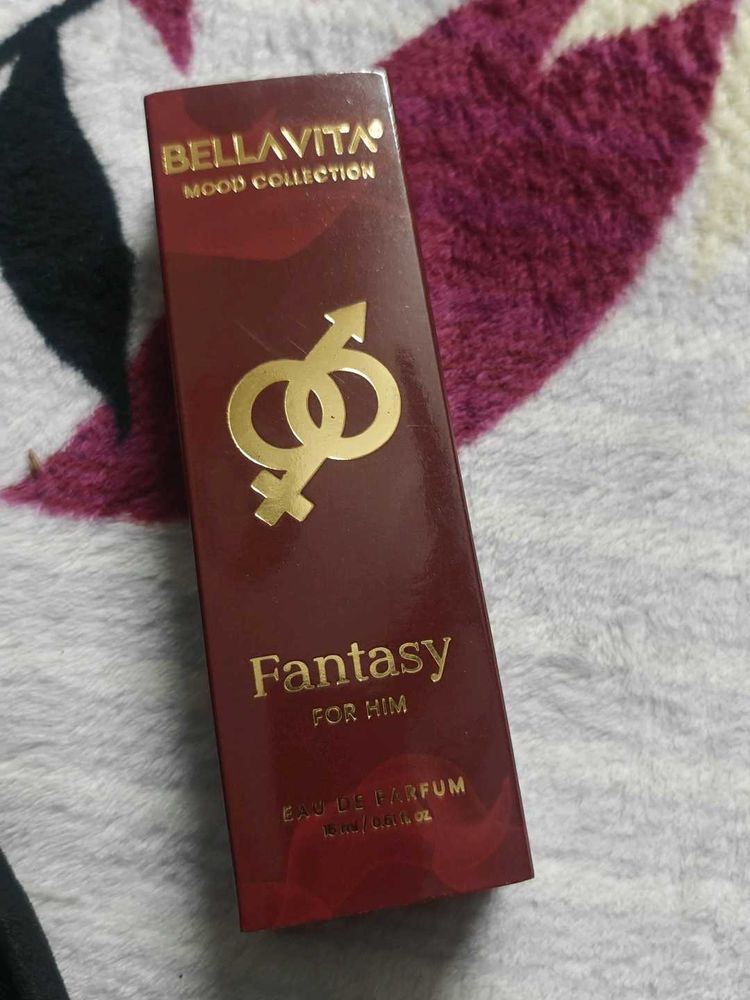 BELLAVITA®
MOOD COLLECTION
Fantasy
FOR HIM
EAU DE PARFUM
15 ml / 0.51 fl. oz